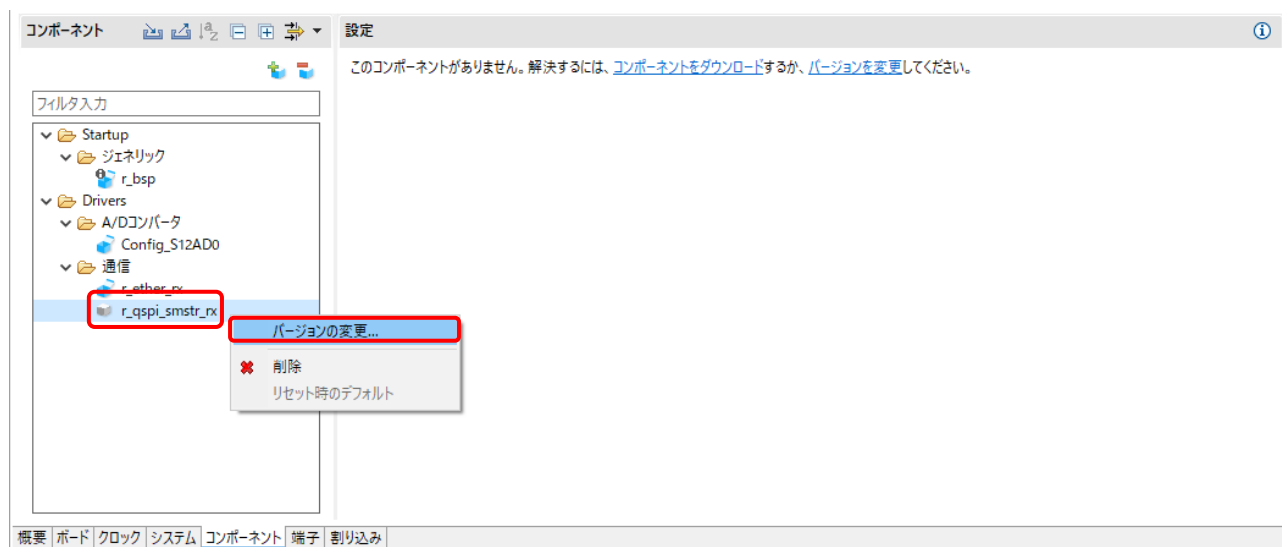 コンポーネント
設定
このコンポーネントがありません。解決するには、コンポーネントをダウンロードするか、バージョンを変更してください。
フィルタ入力
Startup
ジェネリック
r_bsp
Drivers
A/Dコンバータ
Config_S12AD0
通信
r_ether_rx
r_qspi_smstr_rx
バージョンの変更...
削除
リセット時のデフォルト
概要 ボード クロック システム コンポーネント 端子 割り込み